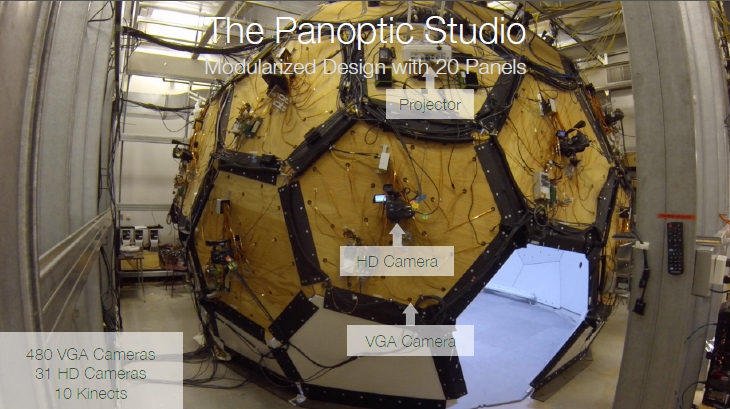 The Panoptic Studio
Modularized Design with 20 Panels
Projector
HD Camera
VGA Camera
480 VGA Cameras
31 HD Cameras
10 Kinects